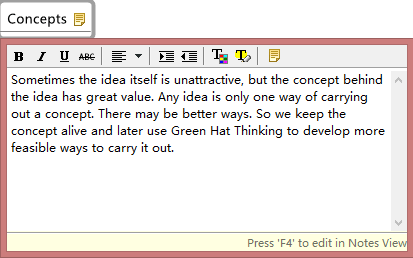 Concepts
B I U ABC
Sometimes the idea itself is unattractive, but the concept behind
the idea has great value. Any idea is only one way of carrying
out a concept. There may be better ways. So we keep the
concept alive and later use Green Hat Thinking to develop more
feasible ways to carry it out.
Press 'F4' to edit in Notes View